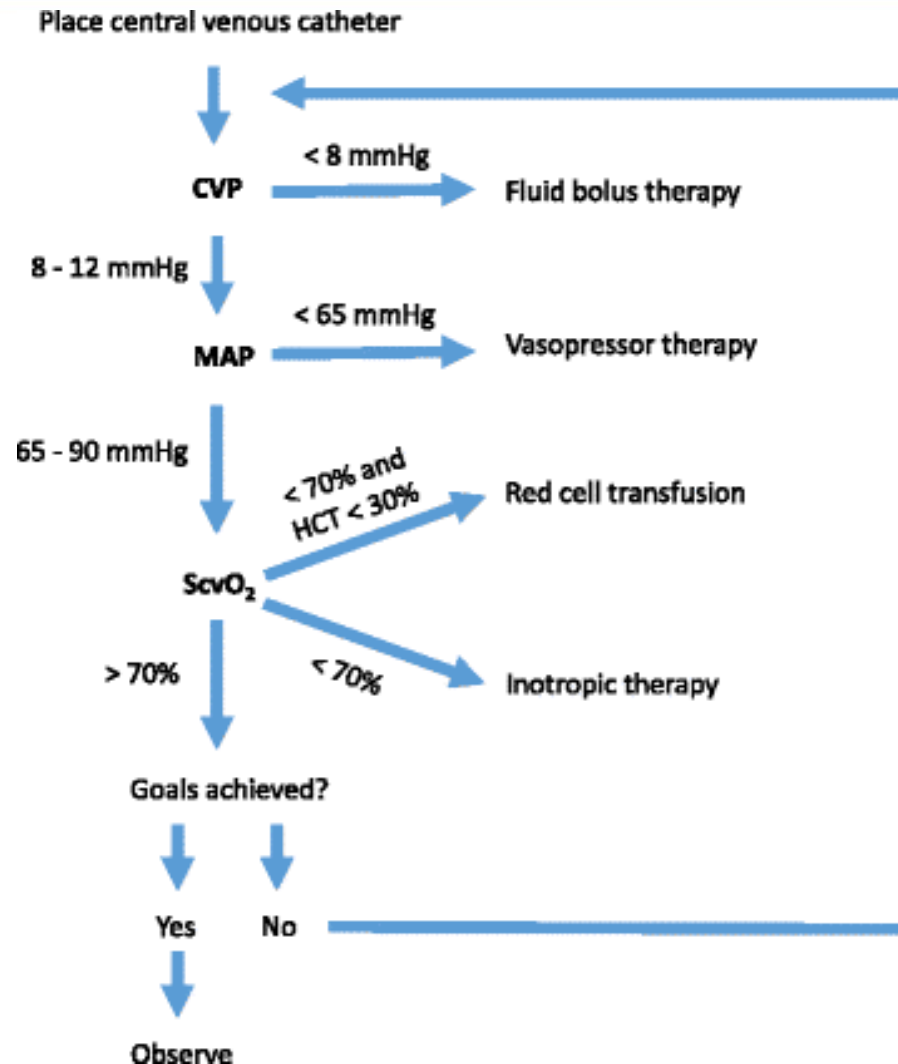 Place central venous catheter
< 8 mmHg
CVP
Fluid bolus therapy
8 - 12 mmHg
< 65 mmHg
MAP
Vasopressor therapy
65 - 90 mmHg
< 70% and
HCT < 30%
Red cell transfusion
ScvO₂
> 70%
< 70%
Inotropic therapy
Goals achieved?
Yes
No
Observe